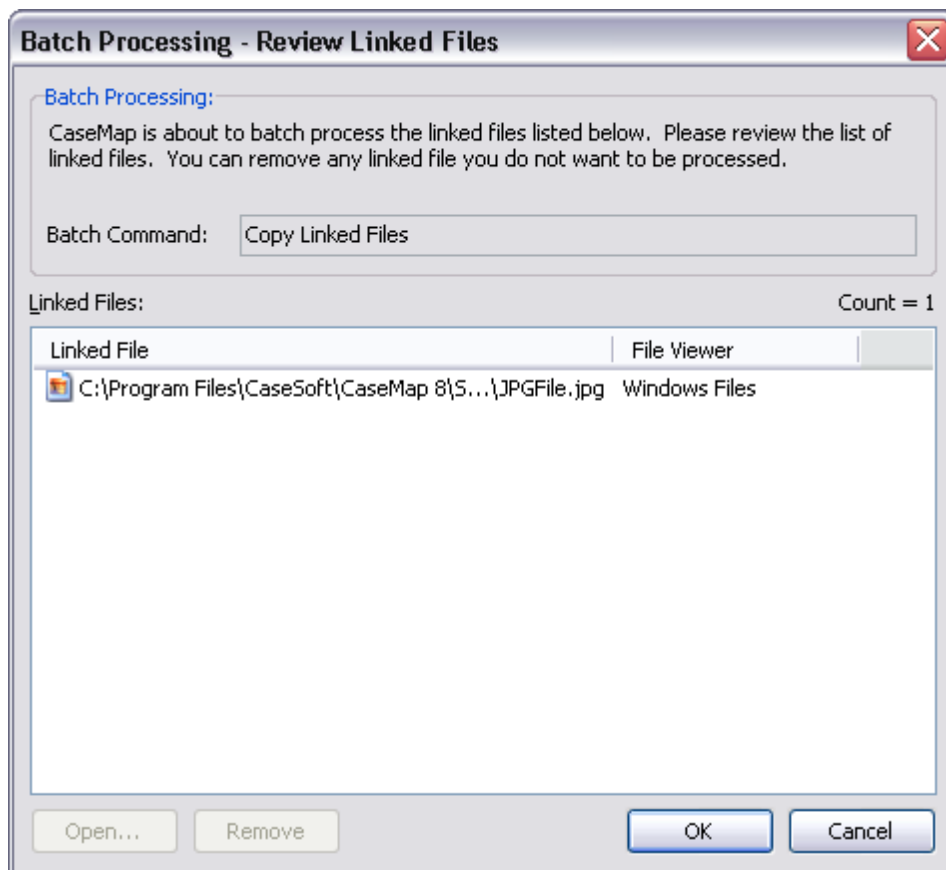 Batch Processing - Review Linked Files
Batch Processing:
CaseMap is about to batch process the linked files listed below.  Please review the list of
linked files.  You can remove any linked file you do not want to be processed.
Batch Command: Copy Linked Files
Linked Files: Count = 1
Linked File File Viewer
C:\Program Files\CaseSoft\CaseMap 8\S...\JPGFile.jpg Windows Files
Open... Remove OK Cancel